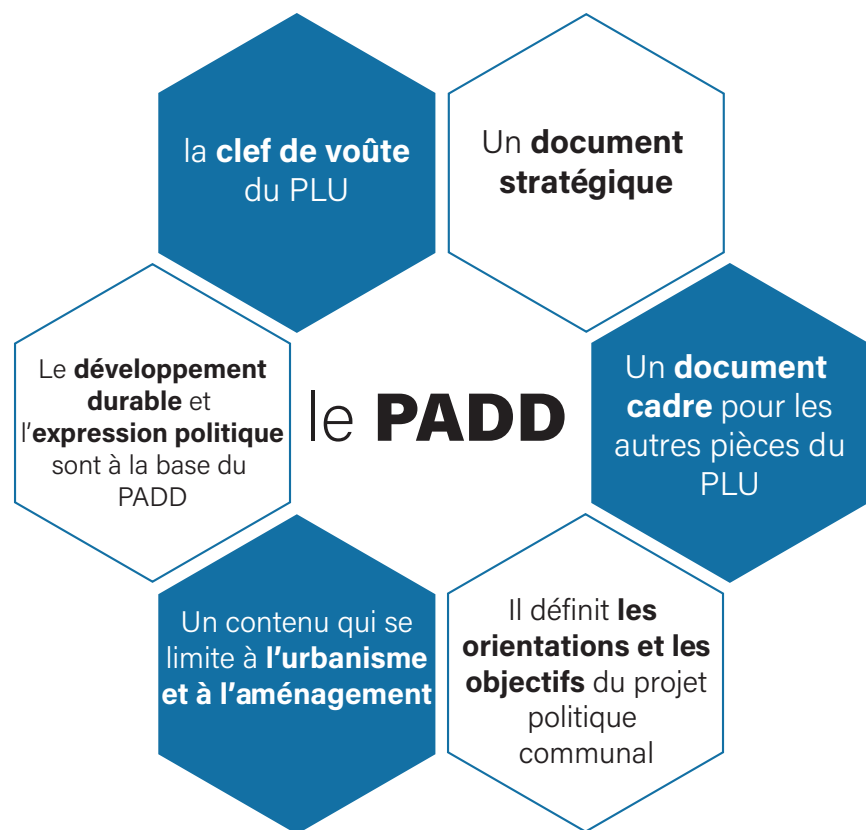 la clef de voûte
du PLU
Un document
stratégique
Le développement
durable et
l'expression politique
sont à la base du
PADD
le PADD
Un document
cadre pour les
autres pièces du
PLU
Un contenu qui se
limite à l'urbanisme
et à l'aménagement
Il définit les
orientations et les
objectifs du projet
politique
communal